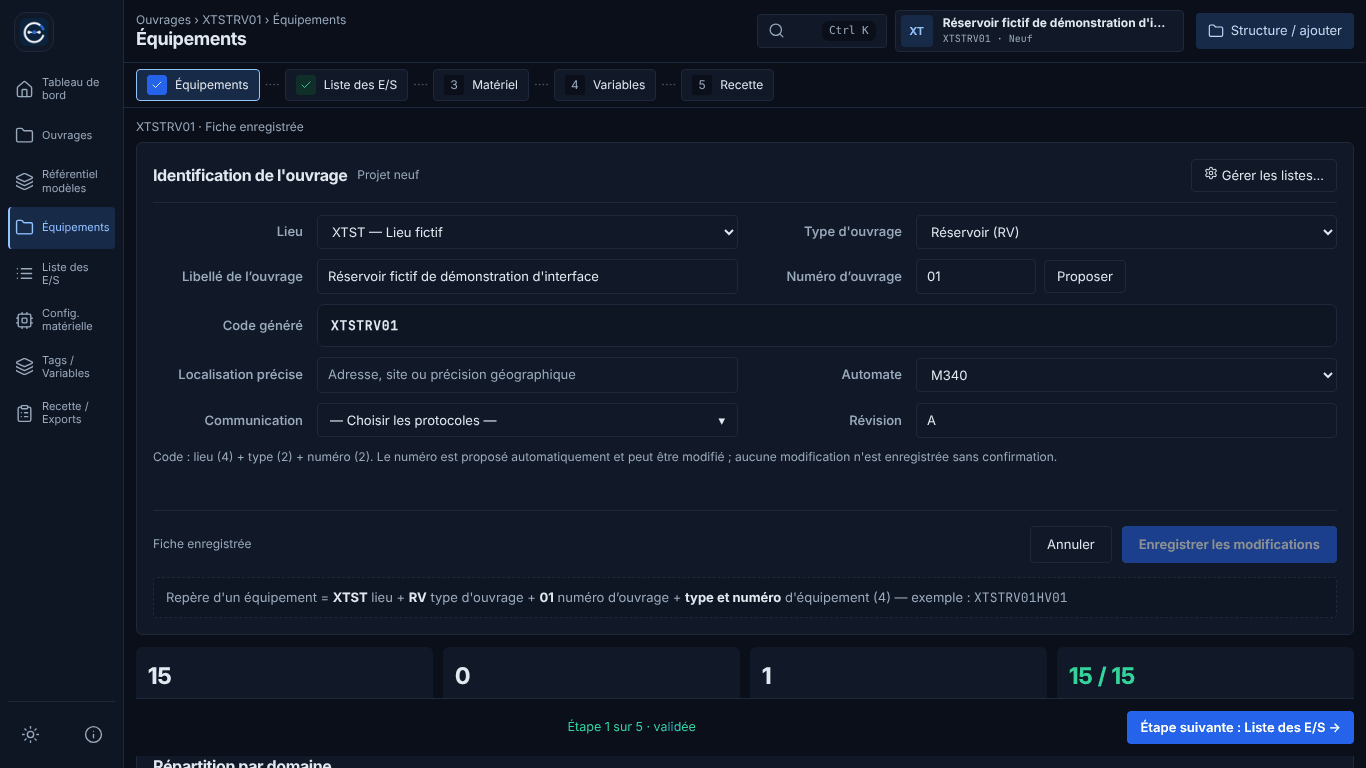 Ouvrages › XTSTRV01 › Équipements
Équipements
Ctrl K
XT
Réservoir fictif de démonstration d'i...
XTSTRV01 · Neuf
Structure / ajouter
Tableau de bord
Ouvrages
Référentiel modèles
Équipements
Liste des E/S
Config. matérielle
Tags / Variables
Recette / Exports
Équipements
Liste des E/S
3 Matériel
4 Variables
5 Recette
XTSTRV01 · Fiche enregistrée
Identification de l'ouvrage Projet neuf
Gérer les listes...
Lieu XTST — Lieu fictif
Type d'ouvrage Réservoir (RV)
Libellé de l’ouvrage Réservoir fictif de démonstration d'interface
Numéro d’ouvrage 01 Proposer
Code généré XTSTRV01
Localisation précise Adresse, site ou précision géographique
Automate M340
Communication — Choisir les protocoles —
Révision A
Code : lieu (4) + type (2) + numéro (2). Le numéro est proposé automatiquement et peut être modifié ; aucune modification n'est enregistrée sans confirmation.
Fiche enregistrée
Annuler
Enregistrer les modifications
Repère d'un équipement = XTST lieu + RV type d'ouvrage + 01 numéro d’ouvrage + type et numéro d'équipement (4) — exemple : XTSTRV01HV01
15
0
1
15 / 15
Étape 1 sur 5 · validée
Étape suivante : Liste des E/S →
Répartition par domaine